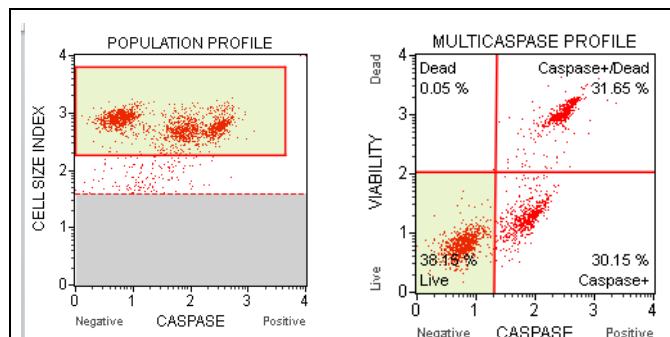 POPULATION PROFILE
4
3
2
1
0
CELL SIZE INDEX
0 1 2 3 4
Negative CASPASE Positive
MULTICASPASE PROFILE
Dead Caspase+/Dead
0.05 % 31.65 %
4
3
2
1
0
Dead
VIABILITY
Live
38.15 % 30.15 %
Live Caspase+
0 1 2 3 4
Negative CASPASE Positive